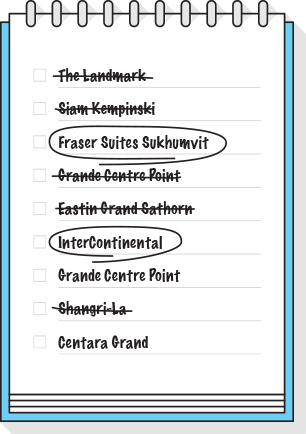 The Landmark
Siam Kempinski
Fraser Suites Sukhumvit
Grande Centre Point
Eastin Grand Sathorn
InterContinental
Grande Centre Point
Shangri-La
Centara Grand